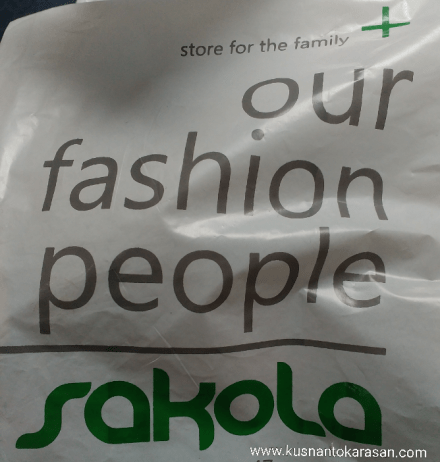 store for the family
our
fashion
people
sakola
www.kusnantokarasan.com